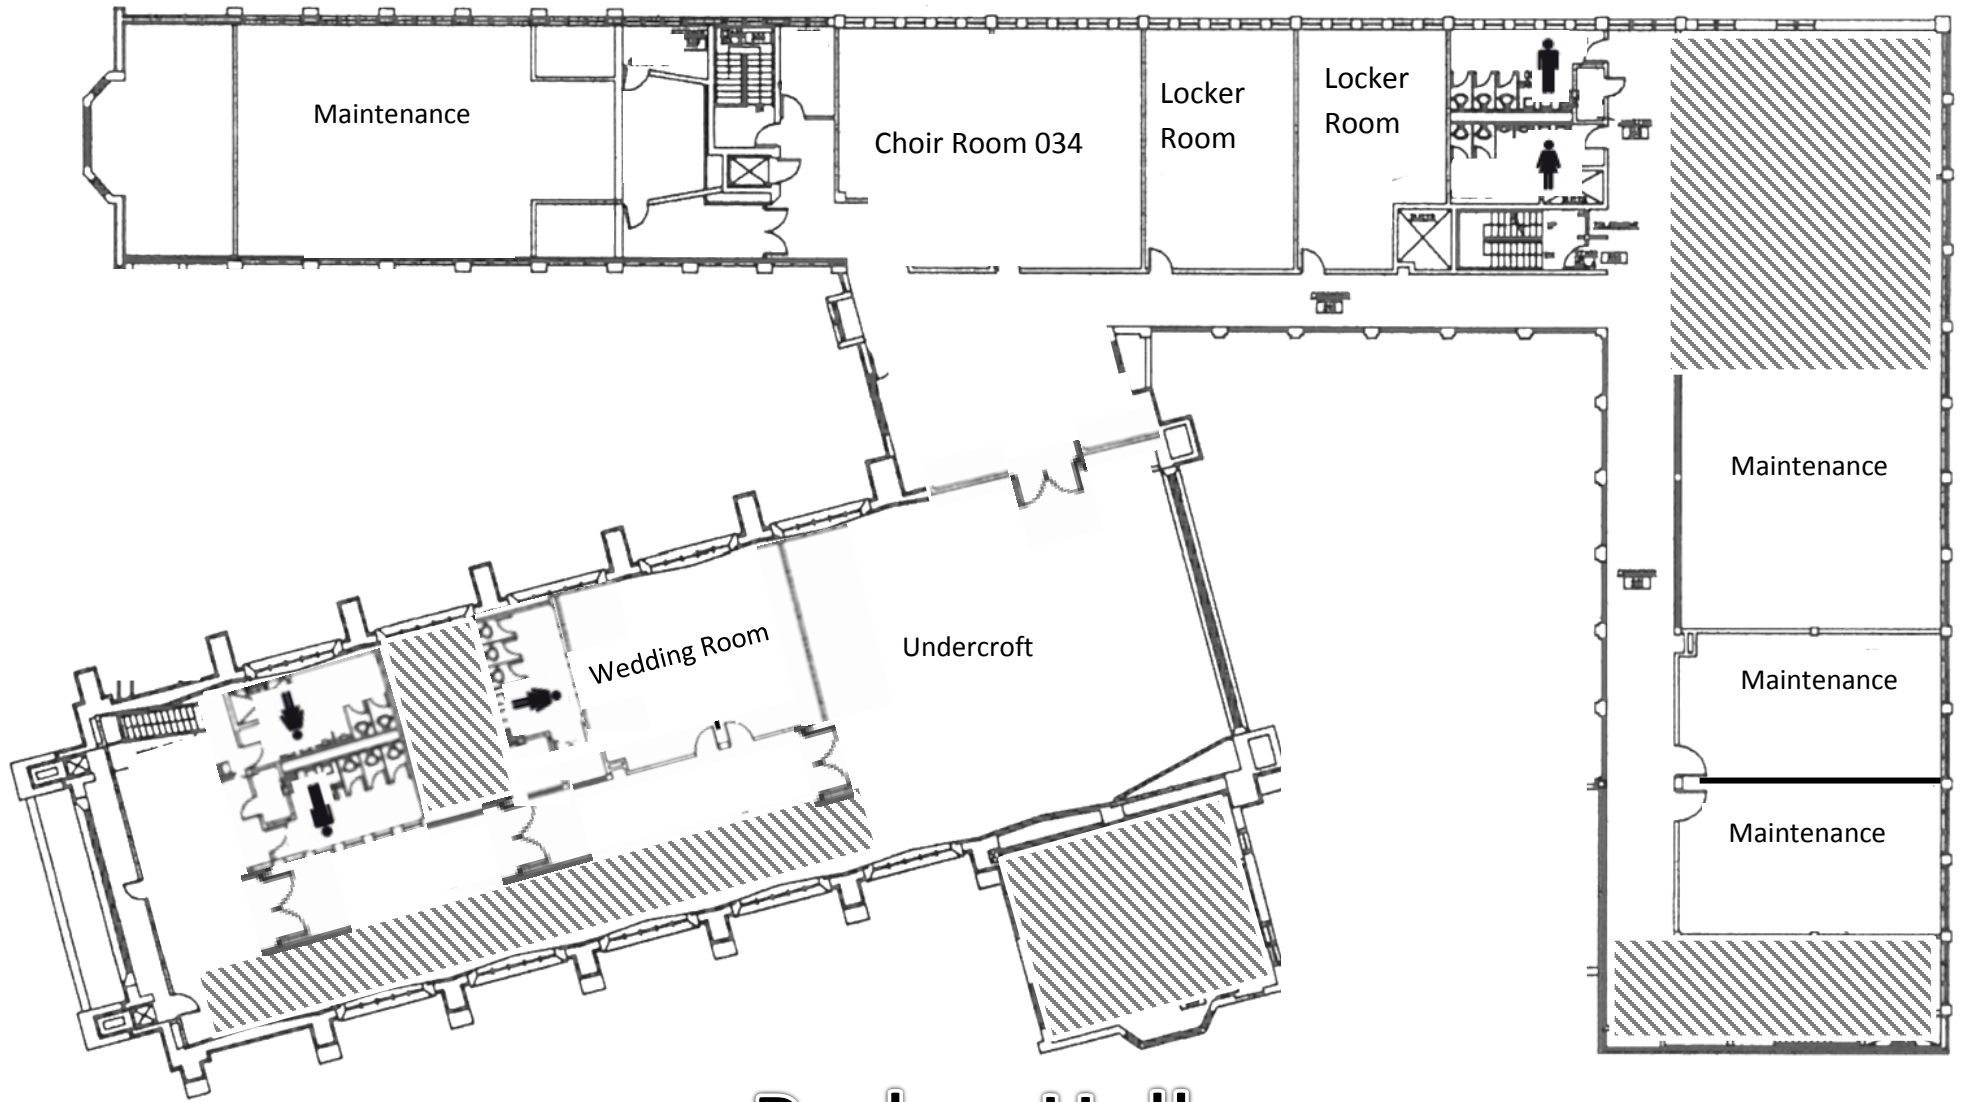 Maintenance
Choir Room 034
Locker
Room
Locker
Room
Maintenance
Wedding Room
Undercroft
Maintenance
Maintenance